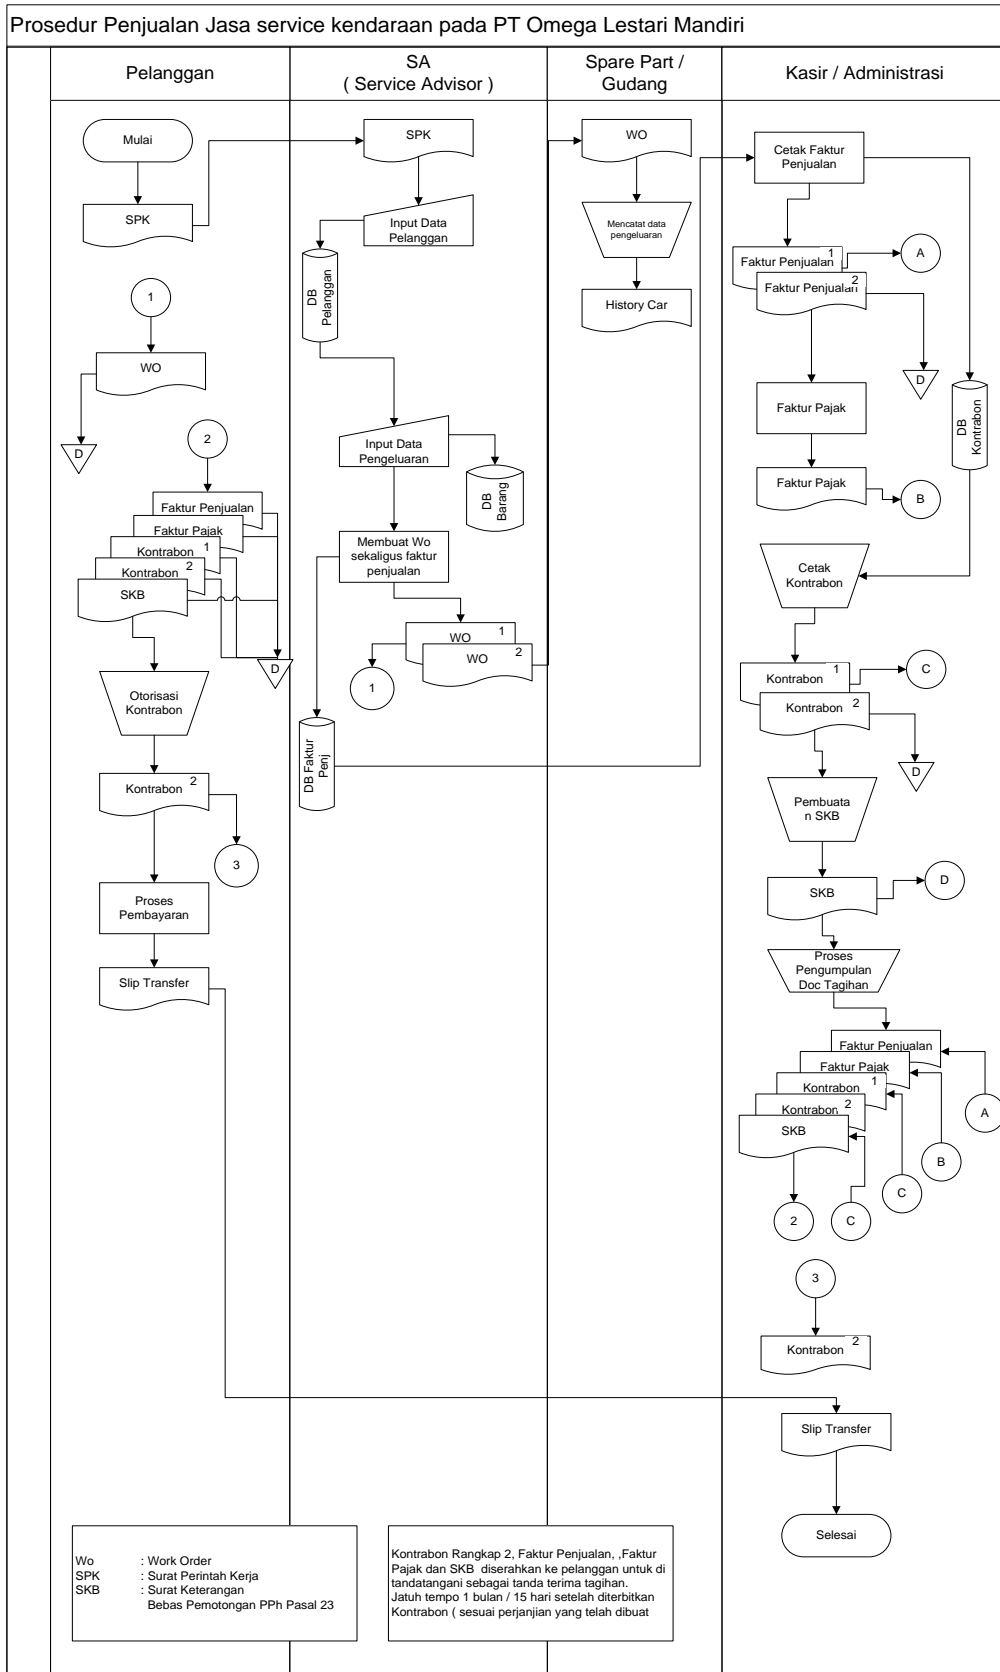 Prosedur Penjualan Jasa service kendaraan pada PT Omega Lestari Mandiri
Pelanggan
SA
( Service Advisor )
Spare Part /
Gudang
Kasir / Administrasi
Mulai
SPK
1
WO
D
2
Faktur Penjualan
Faktur Pajak
Kontrabon 1
Kontrabon 2
SKB
D
Otorisasi
Kontrabon
Kontrabon 2
3
Proses
Pembayaran
Slip Transfer
SPK
Input Data
Pelanggan
DB
Pelanggan
Input Data
Pengeluaran
DB
Barang
Membuat Wo
sekaligus faktur
penjualan
WO 1
WO 2
1
DB Faktur
Penj
WO
Mencatat data
pengeluaran
History Car
Cetak Faktur
Penjualan
Faktur Penjualan 1
A
Faktur Penjualan 2
D
Faktur Pajak
DB
Kontrabon
Faktur Pajak
B
Cetak
Kontrabon
Kontrabon 1
C
Kontrabon 2
D
Pembuata
n SKB
SKB
D
Proses
Pengumpulan
Doc Tagihan
Faktur Penjualan
Faktur Pajak
Kontrabon 1
Kontrabon 2
SKB
A
B
C
C
2
3
Kontrabon 2
Slip Transfer
Selesai
Wo : Work Order
SPK : Surat Perintah Kerja
SKB : Surat Keterangan
Bebas Pemotongan PPh Pasal 23
Kontrabon Rangkap 2, Faktur Penjualan, ,Faktur
Pajak dan SKB diserahkan ke pelanggan untuk di
tandatangani sebagai tanda terima tagihan.
Jatuh tempo 1 bulan / 15 hari setelah diterbitkan
Kontrabon ( sesuai perjanjian yang telah dibuat